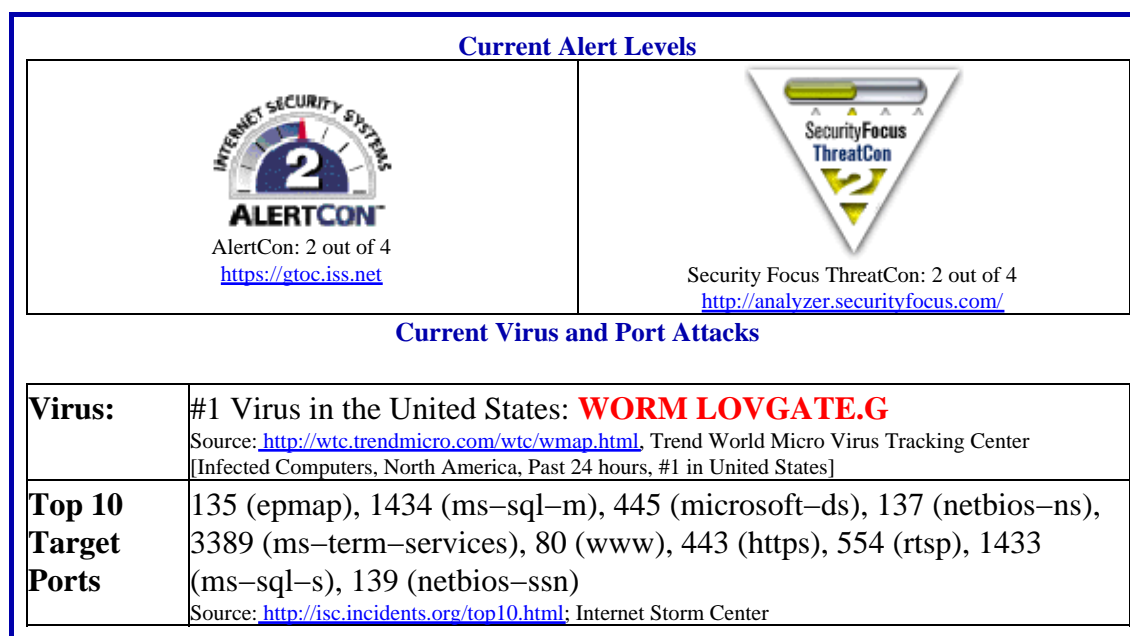 Current Alert Levels
INTERNET SECURITY SYSTEMS
2
ALERTCON™
AlertCon: 2 out of 4
https://gtoc.iss.net
SecurityFocus
ThreatCon
2
Security Focus ThreatCon: 2 out of 4
http://analyzer.securityfocus.com/
Current Virus and Port Attacks
Virus:
#1 Virus in the United States: WORM LOVGATE.G
Source: http://wtc.trendmicro.com/wtc/wmap.html, Trend World Micro Virus Tracking Center
[Infected Computers, North America, Past 24 hours, #1 in United States]
Top 10
Target
Ports
135 (epmap), 1434 (ms−sql−m), 445 (microsoft−ds), 137 (netbios−ns),
3389 (ms−term−services), 80 (www), 443 (https), 554 (rtsp), 1433
(ms−sql−s), 139 (netbios−ssn)
Source: http://isc.incidents.org/top10.html; Internet Storm Center